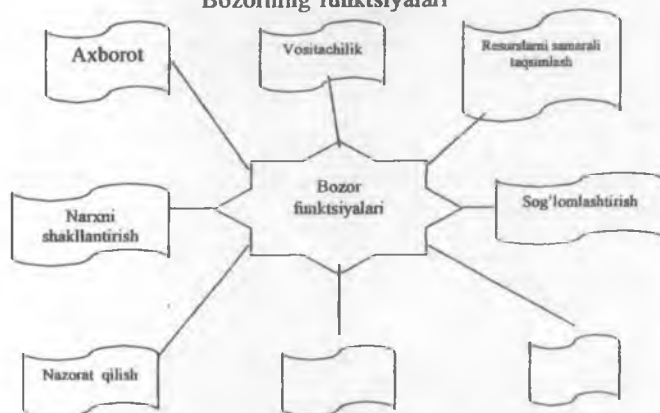 Bozorning funktsiyalari
Axborot
Vositachilik
Resurslarni samarali
taqsimlash
Narxni
shakllantirish
Bozor
funktsiyalari
Sog'lomlashtirish
Nazorat qilish